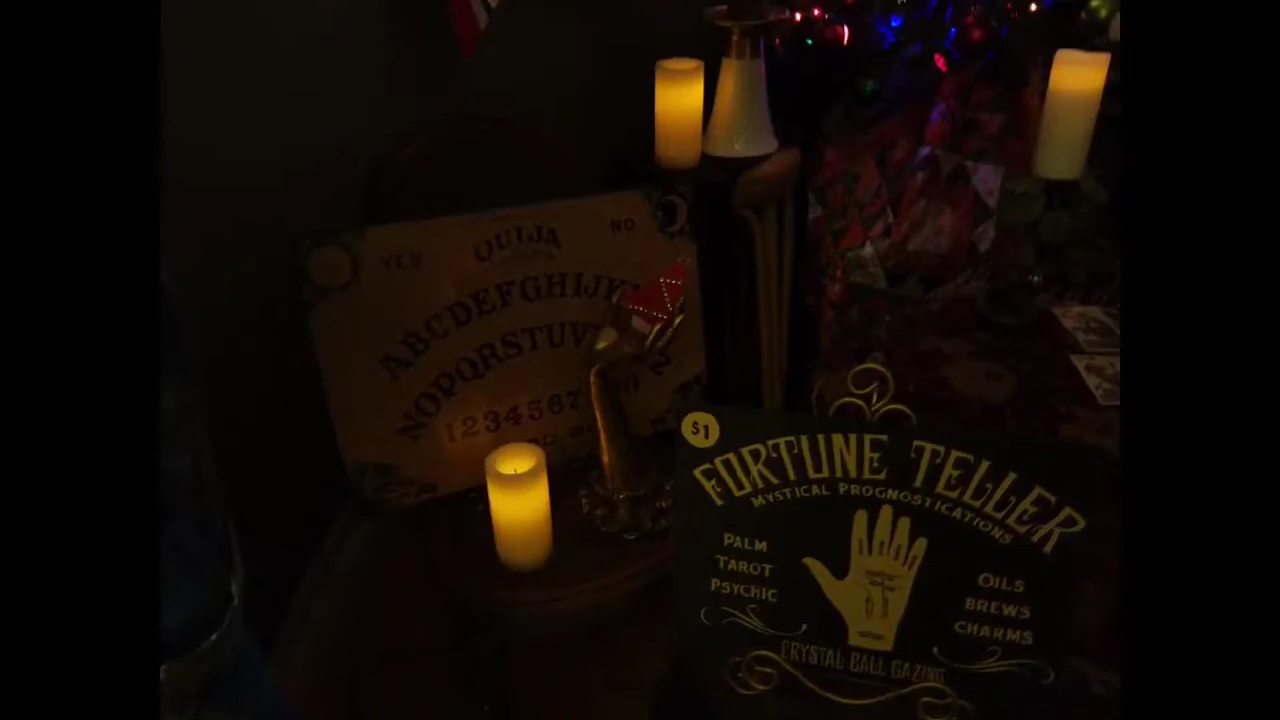 YES
OUIJA
NO
ABCDEFGHIJK
NOPQRSTUV
Z
1234567
$1
FORTUNE TELLER
MYSTICAL PROGNOSTICATIONS
PALM
TAROT
PSYCHIC
OILS
BREWS
CHARMS
CRYSTAL BALL GAZING